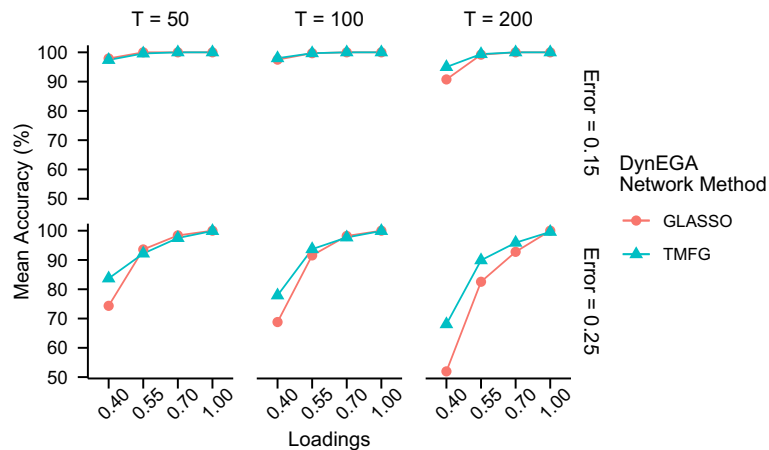 T = 50
T = 100
T = 200
100
90
80
70
60
50
Error = 0.15
Mean Accuracy (%)
100
90
80
70
60
50
Error = 0.25
0.40
0.55
0.70
1.00
0.40
0.55
0.70
1.00
0.40
0.55
0.70
1.00
Loadings
DynEGA
Network Method
GLASSO
TMFG